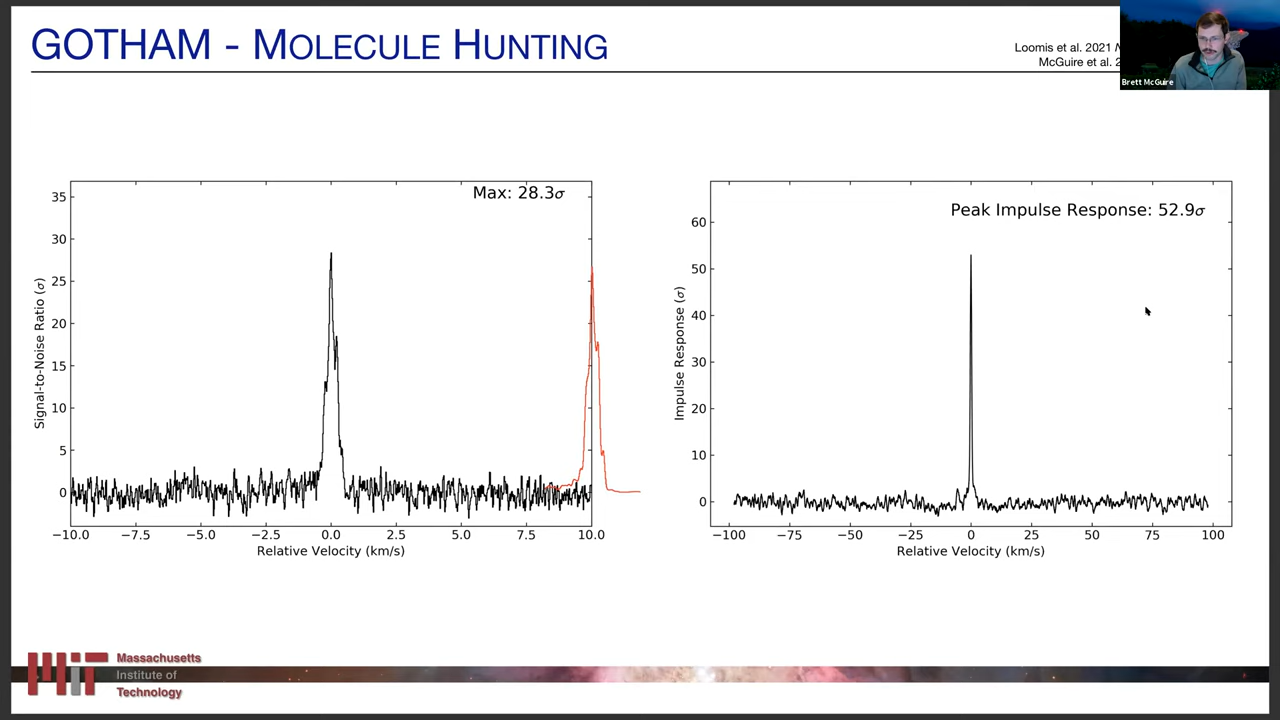 GOTHAM - MOLECULE HUNTING
Loomis et al. 2021
McGuire et al.
Brett McGuire
Max: 28.3σ
35
30
25
20
15
10
5
0
Signal-to-Noise Ratio (σ)
−10.0 −7.5 −5.0 −2.5 0.0 2.5 5.0 7.5 10.0
Relative Velocity (km/s)
Peak Impulse Response: 52.9σ
60
50
40
30
20
10
0
Impulse Response (σ)
−100 −75 −50 −25 0 25 50 75 100
Relative Velocity (km/s)
MIT
Massachusetts
Institute of
Technology